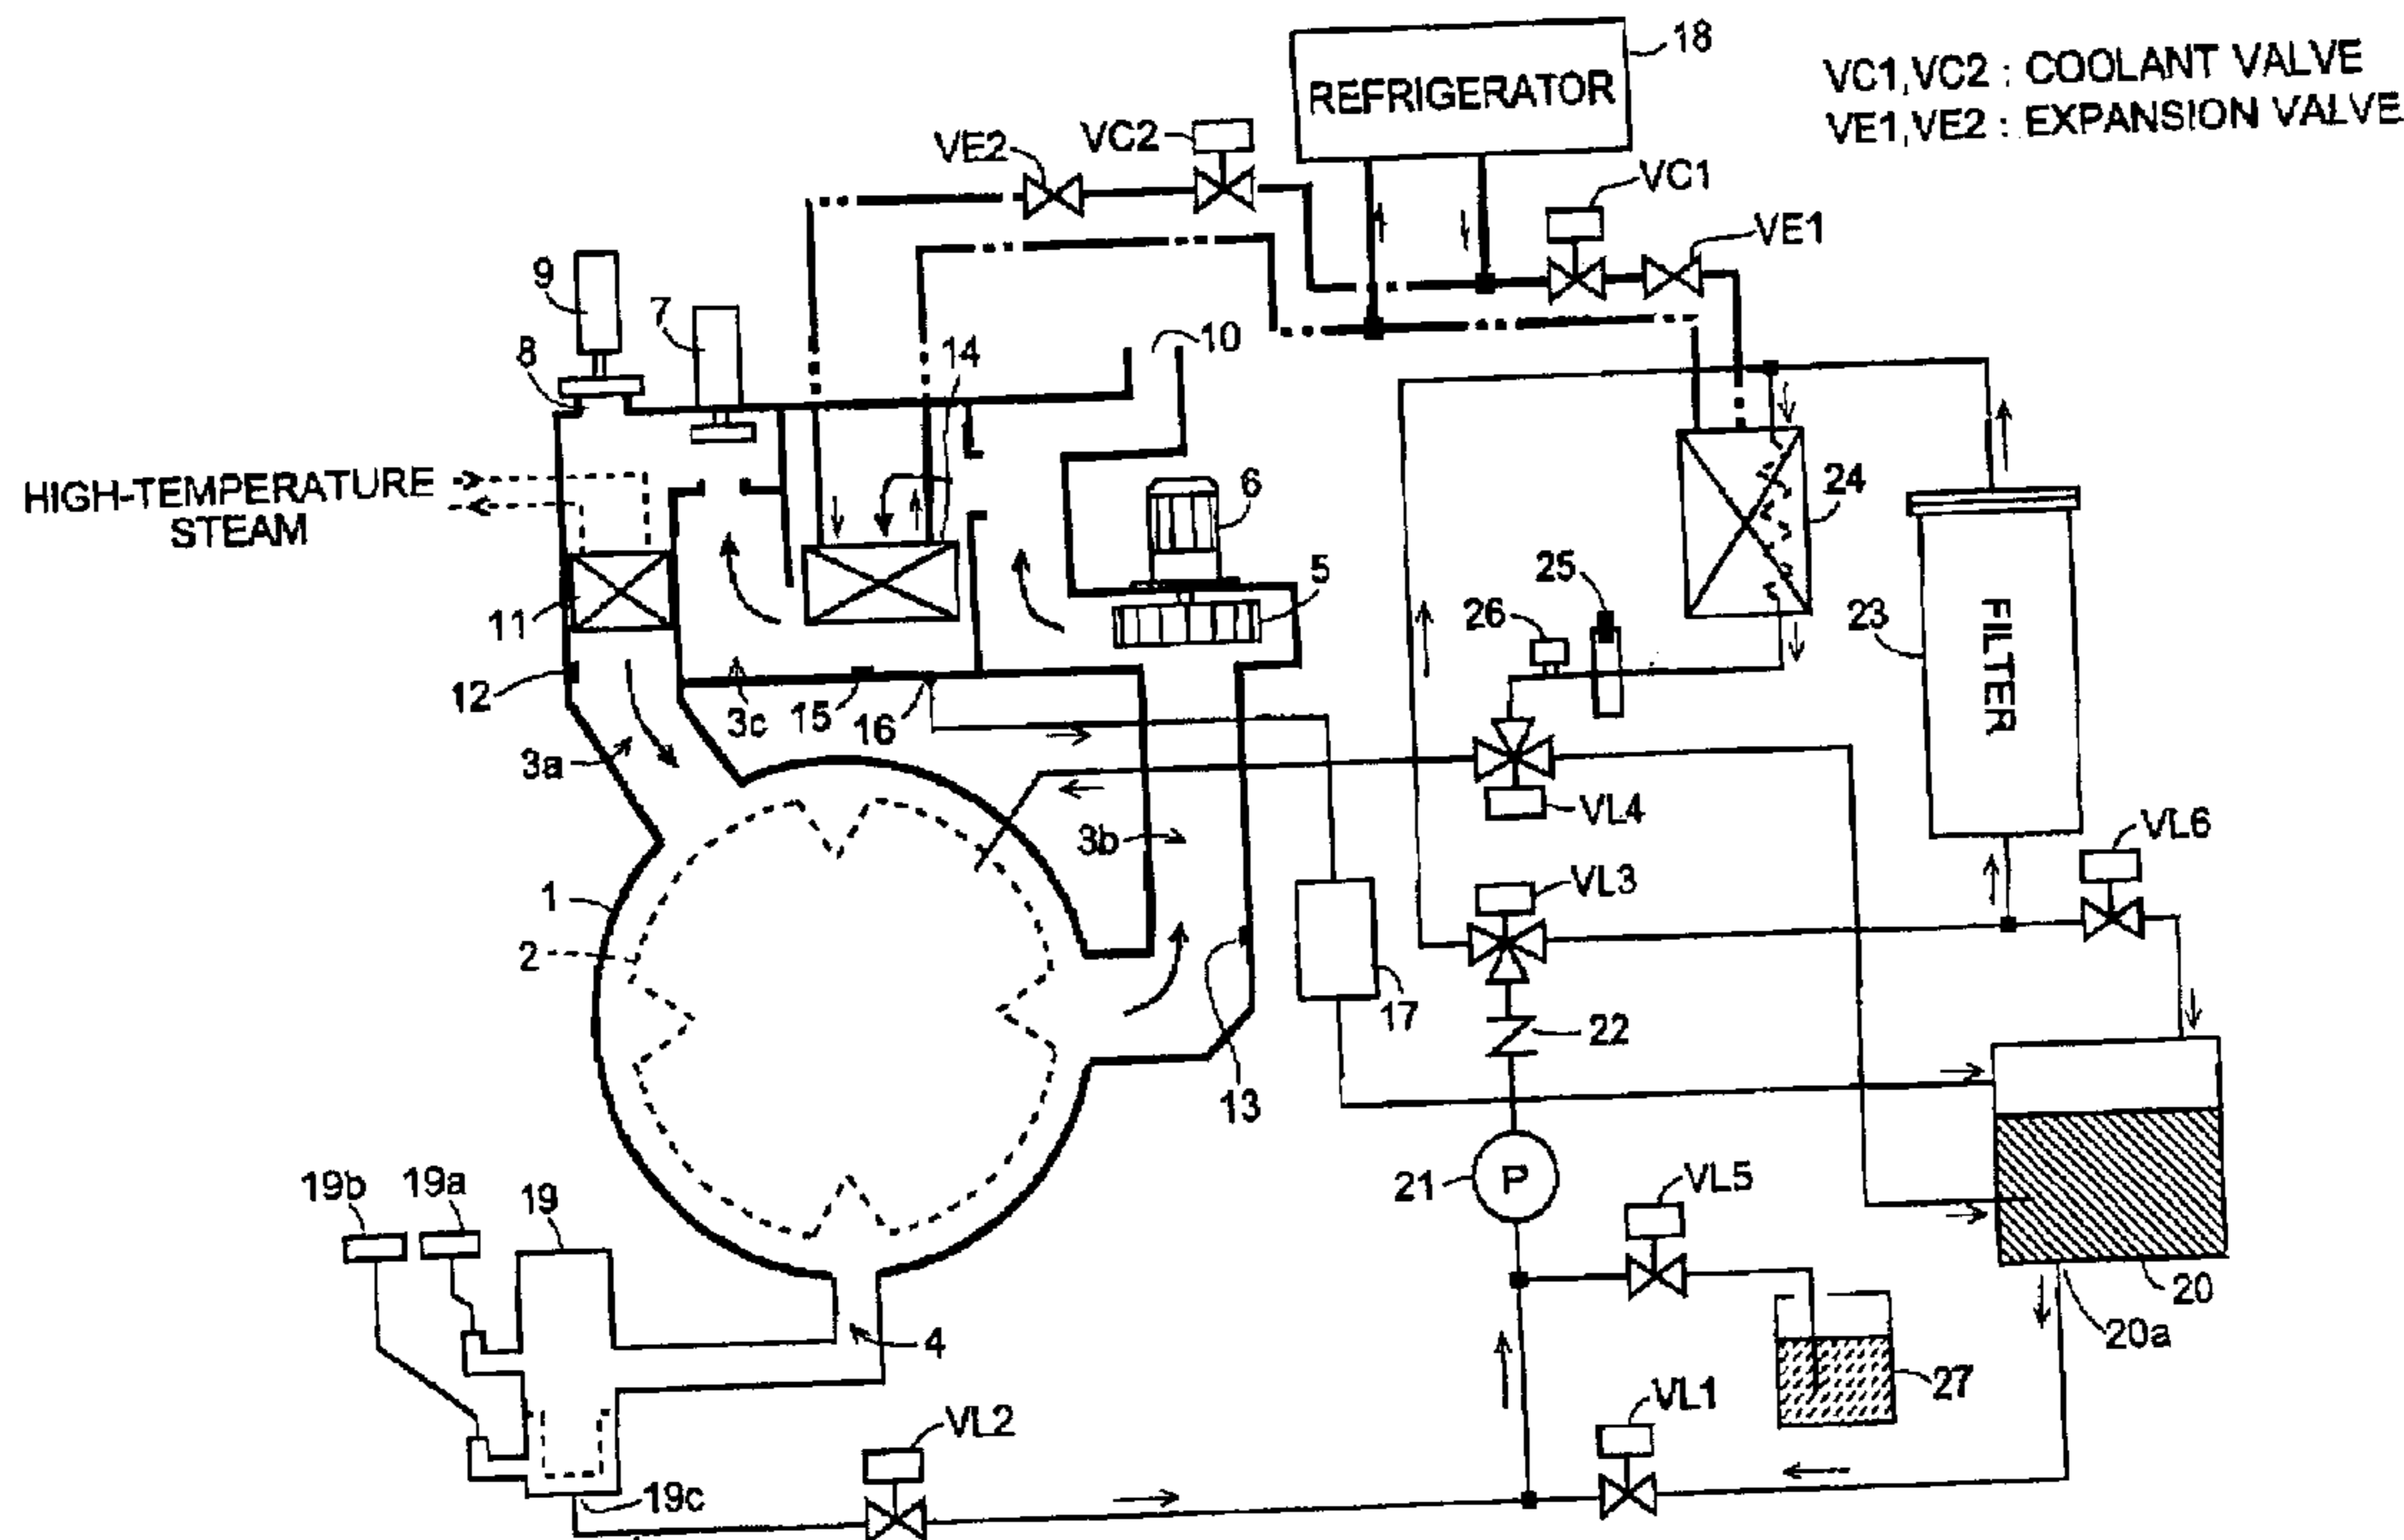 18
REFRIGERATOR
VC1,VC2 : COOLANT VALVE
VE1,VE2 : EXPANSION VALVE
VE2
VC2
VC1
VE1
9
7
8
10
14
HIGH-TEMPERATURE
STEAM
6
24
5
25
26
11
23
FILTER
12
3c
15
16
3a
VL4
3b
VL6
VL3
1
2
17
22
13
19b
19a
19
21
P
VL5
20
20a
4
27
VL1
VL2
19c